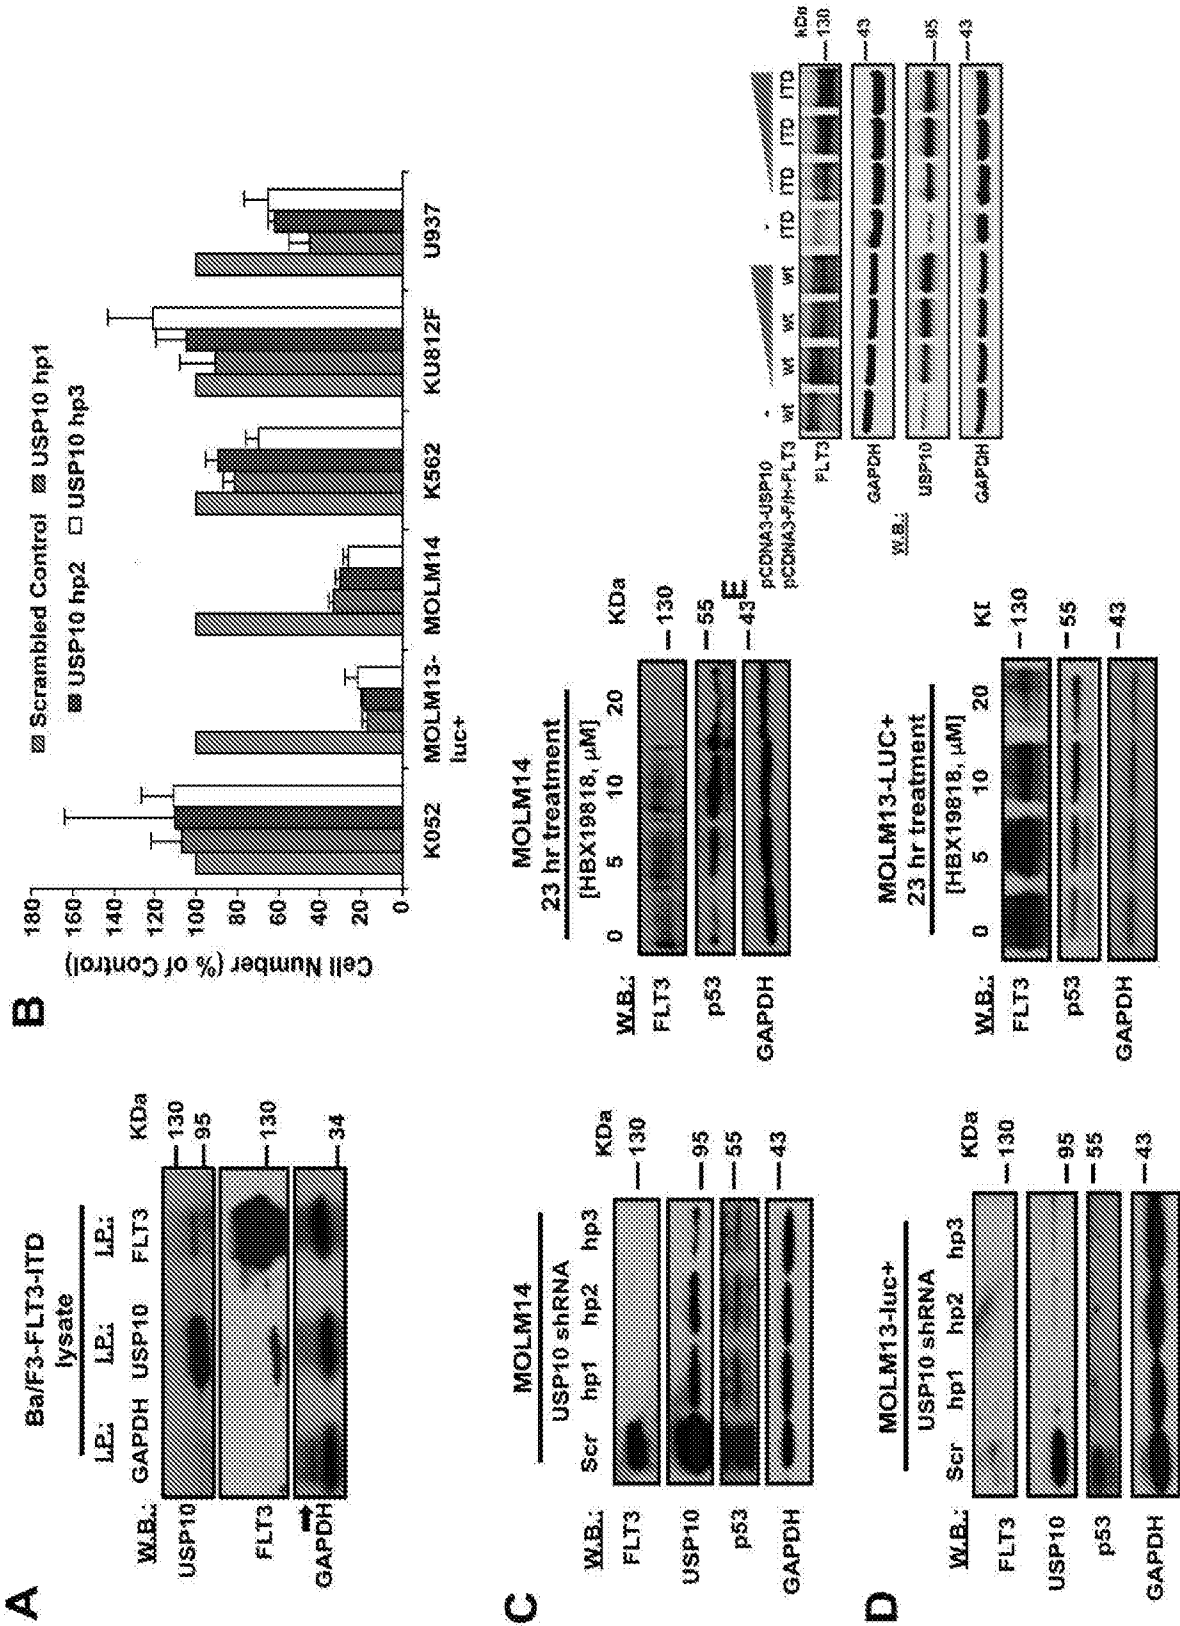 A
Ba/F3-FLT3-ITD
lysate
I.P.: I.P.: I.P.:
W.B.: GAPDH USP10 FLT3 KDa
USP10
130
95
FLT3
130
GAPDH
34
B
Scrambled Control USP10 hp1
USP10 hp2 USP10 hp3
Cell Number (% of Control)
180
160
140
120
100
80
60
40
20
0
K052 MOLM13- MOLM14 K562 KU812F U937
luc+
C
MOLM14
USP10 shRNA
W.B.: Scr hp1 hp2 hp3 KDa
FLT3
130
USP10
95
p53
55
GAPDH
43
MOLM14
23 hr treatment
[HBX19818, µM]
W.B.: 0 5 10 20 KDa
FLT3
130
p53
55
GAPDH
43
D
MOLM13-luc+
USP10 shRNA
W.B.: Scr hp1 hp2 hp3 KDa
FLT3
130
USP10
95
p53
55
GAPDH
43
MOLM13-LUC+
23 hr treatment
[HBX19818, µM]
W.B.: 0 5 10 20 KI
FLT3
130
p53
55
GAPDH
43
E
pCDNA3-USP10 - -
pCDNA3-FLT3 wt wt wt wt ITD ITD ITD ITD KDa
FLT3
130
GAPDH
43
W.B.:
USP10
95
GAPDH
43